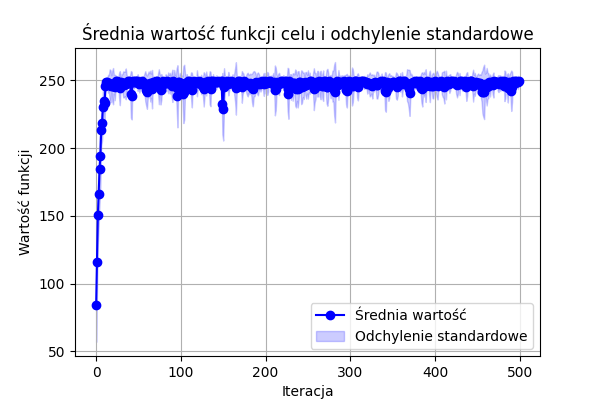 Średnia wartość funkcji celu i odchylenie standardowe
Wartość funkcji
250
200
150
100
50
0 100 200 300 400 500
Iteracja
Średnia wartość
Odchylenie standardowe